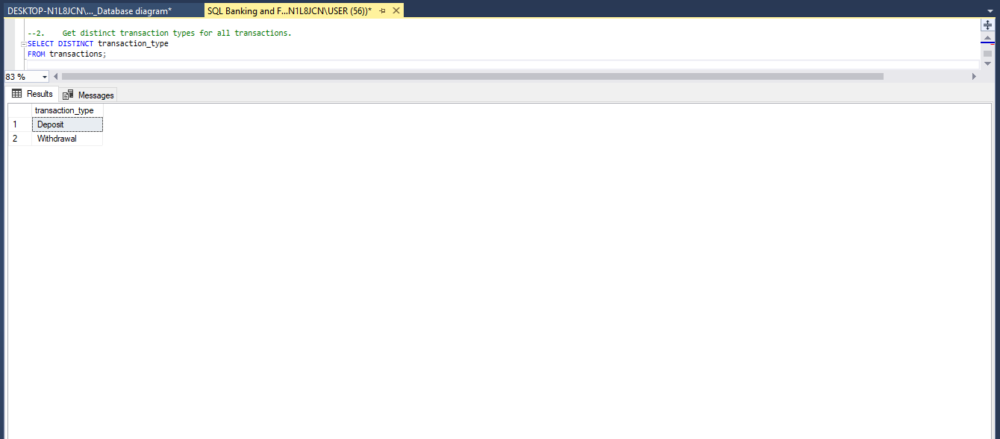 DESKTOP-N1L8JCN\..._Database diagram*
SQL Banking and F...N1L8JCN\USER (56))*
--2. Get distinct transaction types for all transactions.
SELECT DISTINCT transaction_type
FROM transactions;
83 %
Results
Messages
transaction_type
1 Deposit
2 Withdrawal